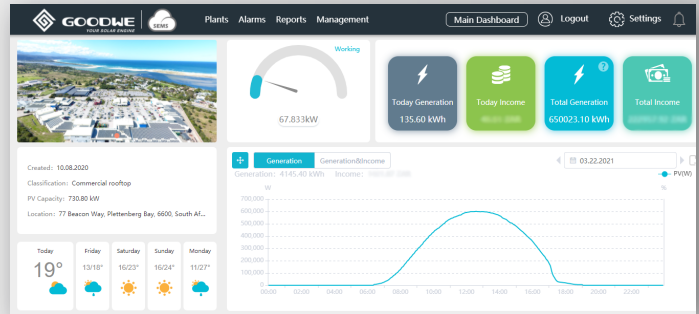 GOODWE
YOUR SOLAR ENGINE
SEMS
Plants Alarms Reports Management
Main Dashboard
Logout
Settings
Working
67.833kW
Today Generation
135.60 kWh
Today Income
?
Total Generation
650023.10 kWh
Total Income
Created: 10.08.2020
Classification: Commercial rooftop
PV Capacity: 730.80 kW
Location: 77 Beacon Way, Plettenberg Bay, 6600, South Af...
Today
19°
Friday
13/18°
Saturday
16/23°
Sunday
16/24°
Monday
11/27°
Generation
Generation&Income
03.22.2021
Generation: 4145.40 kWh Income:
PV(W)
W
%
700,000
600,000
500,000
400,000
300,000
200,000
100,000
0
00:00 02:00 04:00 06:00 08:00 10:00 12:00 14:00 16:00 18:00 20:00 22:00